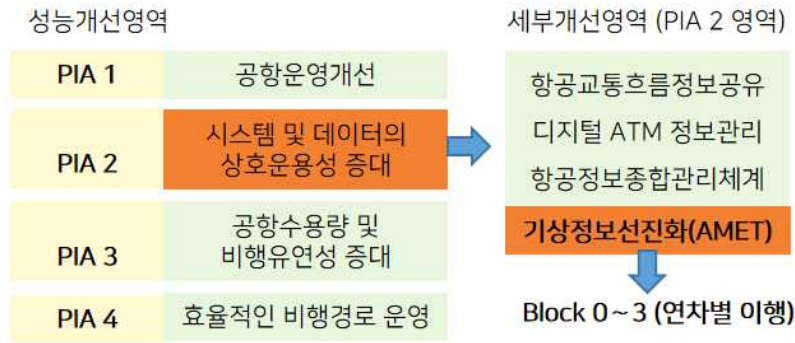 성능개선영역
PIA 1
공항운영개선
PIA 2
시스템 및 데이터의
상호운용성 증대
PIA 3
공항수용량 및
비행유연성 증대
PIA 4
효율적인 비행경로 운영
세부개선영역 (PIA 2 영역)
항공교통흐름정보공유
디지털 ATM 정보관리
항공정보종합관리체계
기상정보선진화(AMET)
Block 0~3 (연차별 이행)